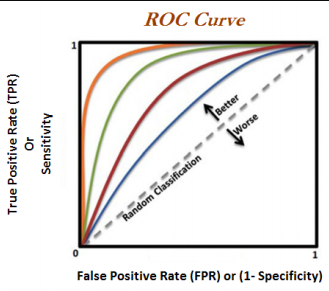 ROC Curve
1
True Positive Rate (TPR)
Or
Sensitivity
Better
Worse
Random Classification
0
1
False Positive Rate (FPR) or (1- Specificity)